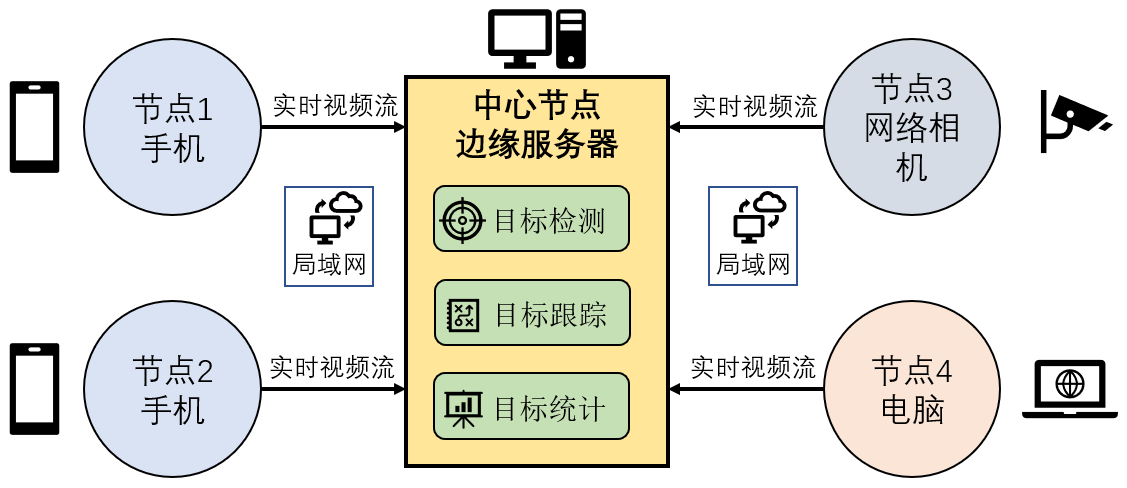 节点1
手机
实时视频流
中心节点
边缘服务器
实时视频流
节点3
网络相
机
局域网
目标检测
局域网
目标跟踪
节点2
手机
实时视频流
目标统计
实时视频流
节点4
电脑